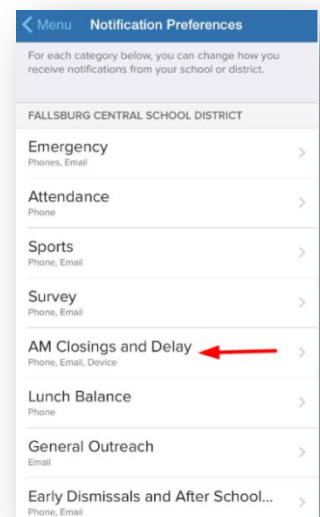 Menu Notification Preferences
For each category below, you can change how you
receive notifications from your school or district.
FALLSBURG CENTRAL SCHOOL DISTRICT
Emergency
Phones, Email
Attendance
Phone
Sports
Phone, Email
Survey
Phone, Email
AM Closings and Delay
Phone, Email, Device
Lunch Balance
Phone
General Outreach
Email
Early Dismissals and After School...
Phone, Email